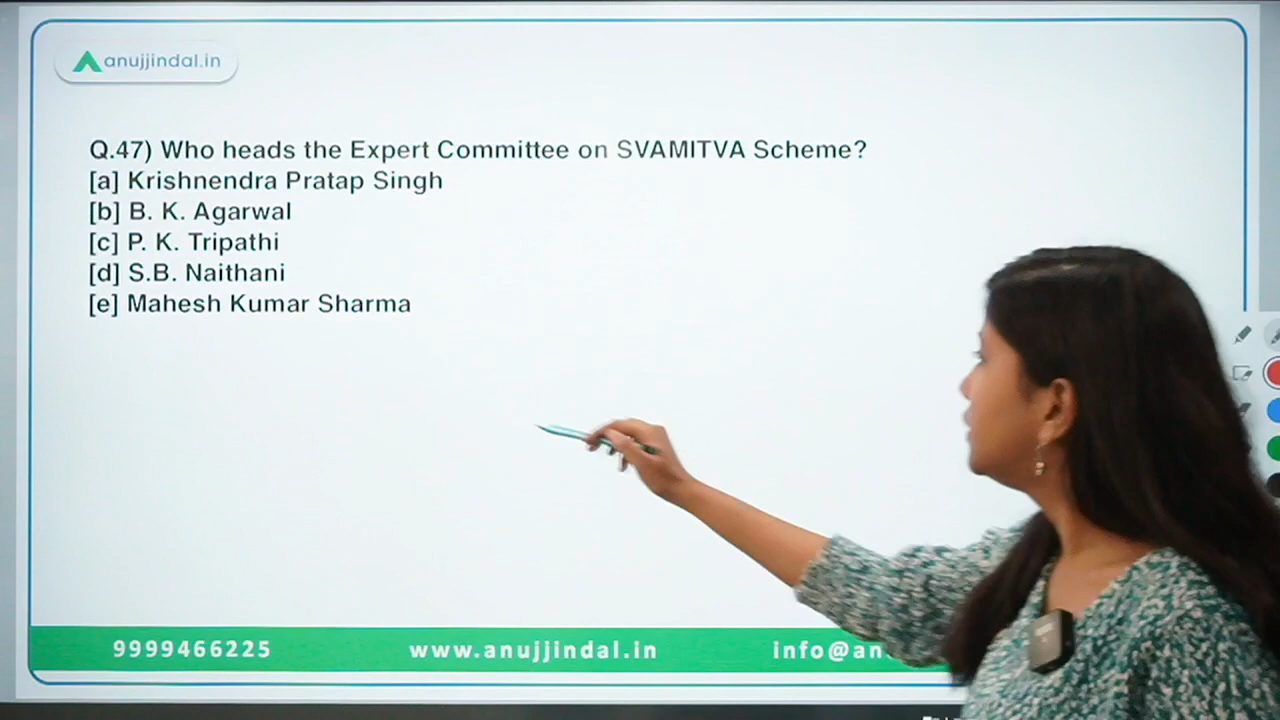 anujjindal.in
Q.47) Who heads the Expert Committee on SVAMITVA Scheme?
[a] Krishnendra Pratap Singh
[b] B. K. Agarwal
[c] P. K. Tripathi
[d] S.B. Naithani
[e] Mahesh Kumar Sharma
9999466225 www.anujjindal.in info@an